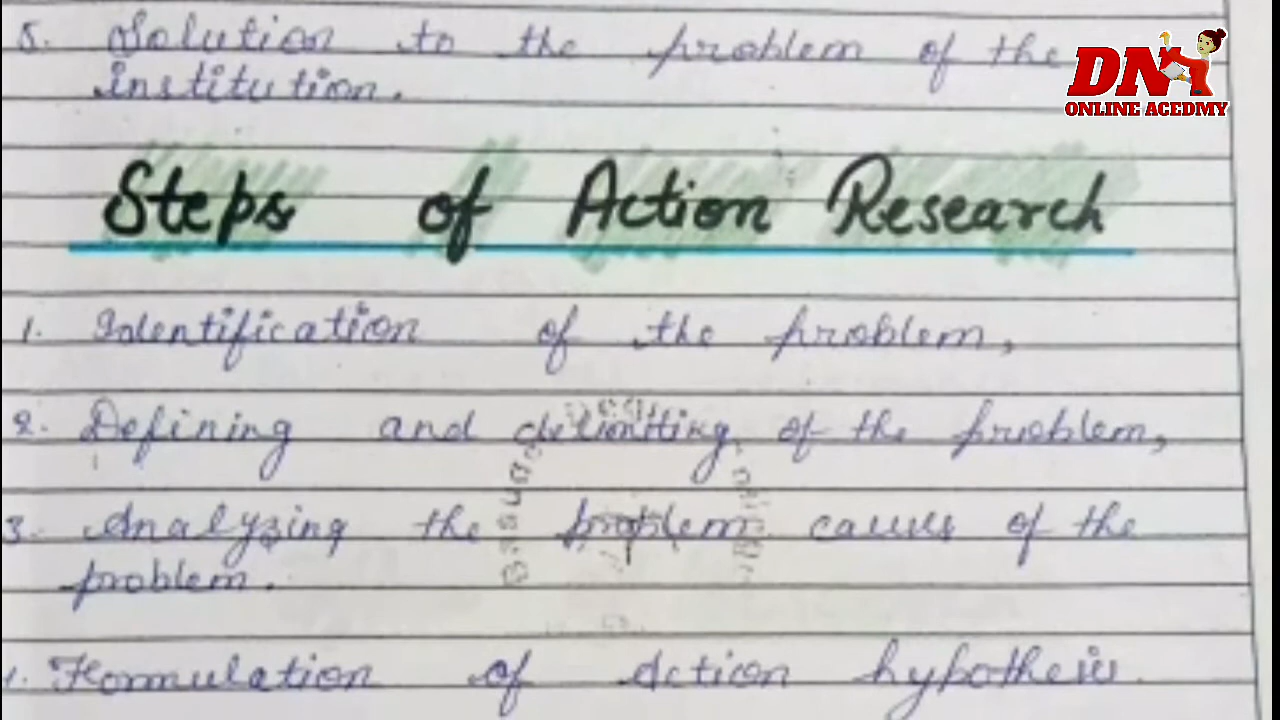 5. Solution to the problem of the
institution.
DN
ONLINE ACEDMY
Steps of Action Research
1. Identification of the problem,
2. Defining and delimitting of the problem,
3. Analyzing the problem causes of the
problem.
Formulation of action hypothesis.